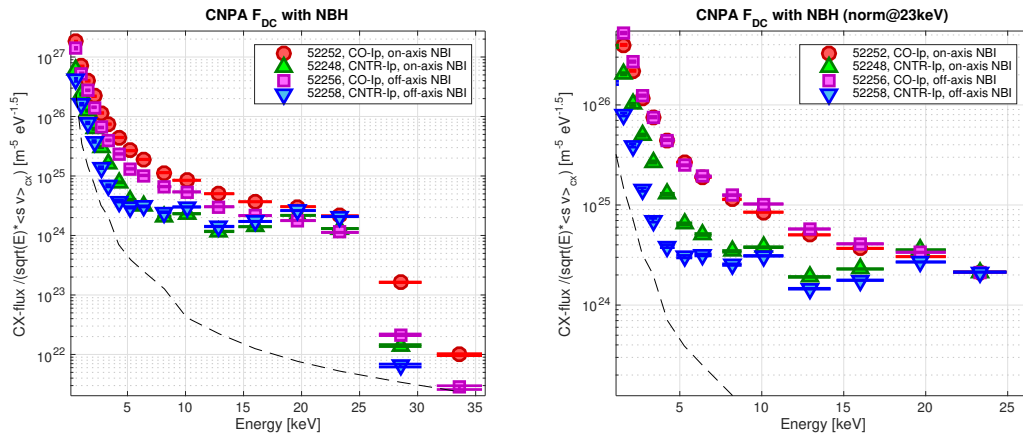 CNPA F_DC with NBH
52252, CO-Ip, on-axis NBI
52248, CNTR-Ip, on-axis NBI
52256, CO-Ip, off-axis NBI
52258, CNTR-Ip, off-axis NBI
CX-flux /(sqrt(E)*<s v>_cx) [m^-5 eV^-1.5]
10^27
10^26
10^25
10^24
10^23
10^22
5
10
15
20
25
30
35
Energy [keV]
CNPA F_DC with NBH (norm@23keV)
52252, CO-Ip, on-axis NBI
52248, CNTR-Ip, on-axis NBI
52256, CO-Ip, off-axis NBI
52258, CNTR-Ip, off-axis NBI
CX-flux /(sqrt(E)*<s v>_cx) [m^-5 eV^-1.5]
10^26
10^25
10^24
5
10
15
20
25
Energy [keV]